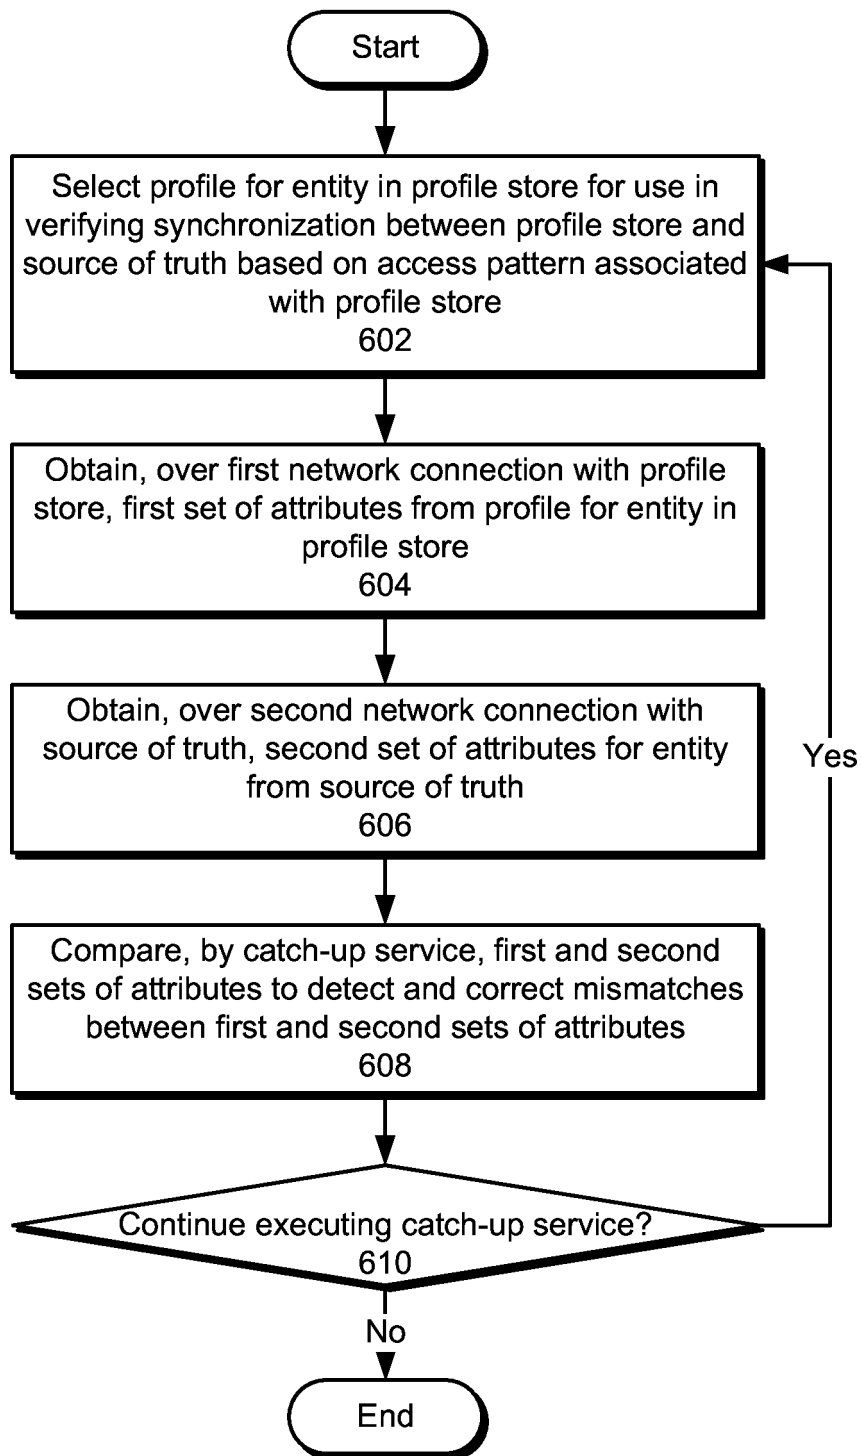 Start
Select profile for entity in profile store for use in
verifying synchronization between profile store and
source of truth based on access pattern associated
with profile store
602
Obtain, over first network connection with profile
store, first set of attributes from profile for entity in
profile store
604
Obtain, over second network connection with
source of truth, second set of attributes for entity
from source of truth
606
Yes
Compare, by catch-up service, first and second
sets of attributes to detect and correct mismatches
between first and second sets of attributes
608
Continue executing catch-up service?
610
No
End